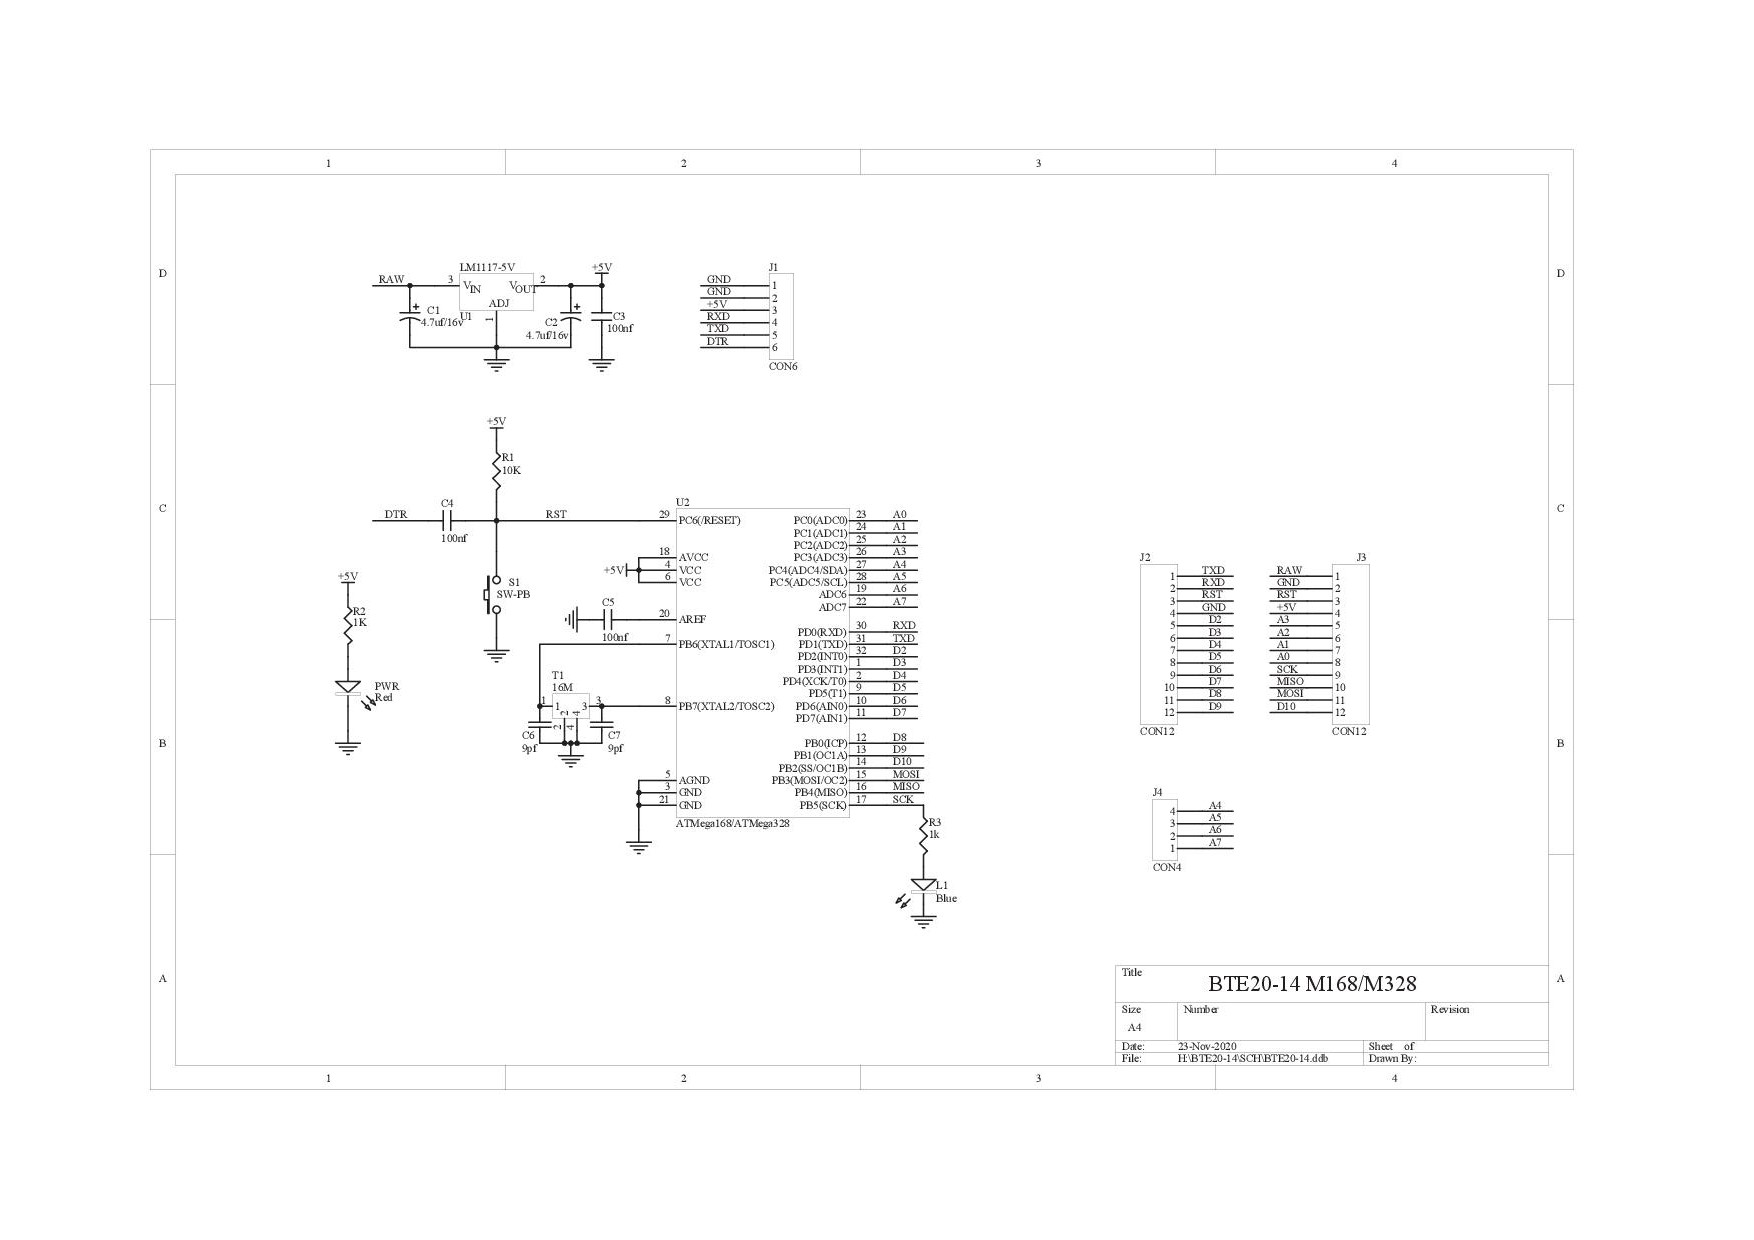 1 2 3 4
D D
C C
B B
A A
1 2 3 4
LM1117-5V
RAW 3 VIN VOUT 2 +5V
ADJ
U1
1
C1
4.7uf/16v
C2
4.7uf/16v
C3
100nf
J1
GND 1
GND 2
+5V 3
RXD 4
TXD 5
DTR 6
CON6
+5V
R1
10K
DTR
C4
100nf
RST
S1
SW-PB
+5V
R2
1K
PWR
Red
U2
29 PC6(/RESET)
18 AVCC
+5V 4 VCC
6 VCC
C5
100nf
20 AREF
7 PB6(XTAL1/TOSC1)
T1
16M
1 1 3 3
2 4
2 4
8 PB7(XTAL2/TOSC2)
C6
9pf
C7
9pf
5 AGND
3 GND
21 GND
PC0(ADC0) 23 A0
PC1(ADC1) 24 A1
PC2(ADC2) 25 A2
PC3(ADC3) 26 A3
PC4(ADC4/SDA) 27 A4
PC5(ADC5/SCL) 28 A5
ADC6 19 A6
ADC7 22 A7
PD0(RXD) 30 RXD
PD1(TXD) 31 TXD
PD2(INT0) 32 D2
PD3(INT1) 1 D3
PD4(XCK/T0) 2 D4
PD5(T1) 9 D5
PD6(AIN0) 10 D6
PD7(AIN1) 11 D7
PB0(ICP) 12 D8
PB1(OC1A) 13 D9
PB2(SS/OC1B) 14 D10
PB3(MOSI/OC2) 15 MOSI
PB4(MISO) 16 MISO
PB5(SCK) 17 SCK
ATMega168/ATMega328
R3
1k
L1
Blue
J2
1 TXD
2 RXD
3 RST
4 GND
5 D2
6 D3
7 D4
8 D5
9 D6
10 D7
11 D8
12 D9
CON12
J3
RAW 1
GND 2
RST 3
+5V 4
A3 5
A2 6
A1 7
A0 8
SCK 9
MISO 10
MOSI 11
D10 12
CON12
J4
4 A4
3 A5
2 A6
1 A7
CON4
Title
BTE20-14 M168/M328
Size Number Revision
A4
Date: 23-Nov-2020 Sheet of
File: H:\BTE20-14\SCH\BTE20-14.ddb Drawn By: